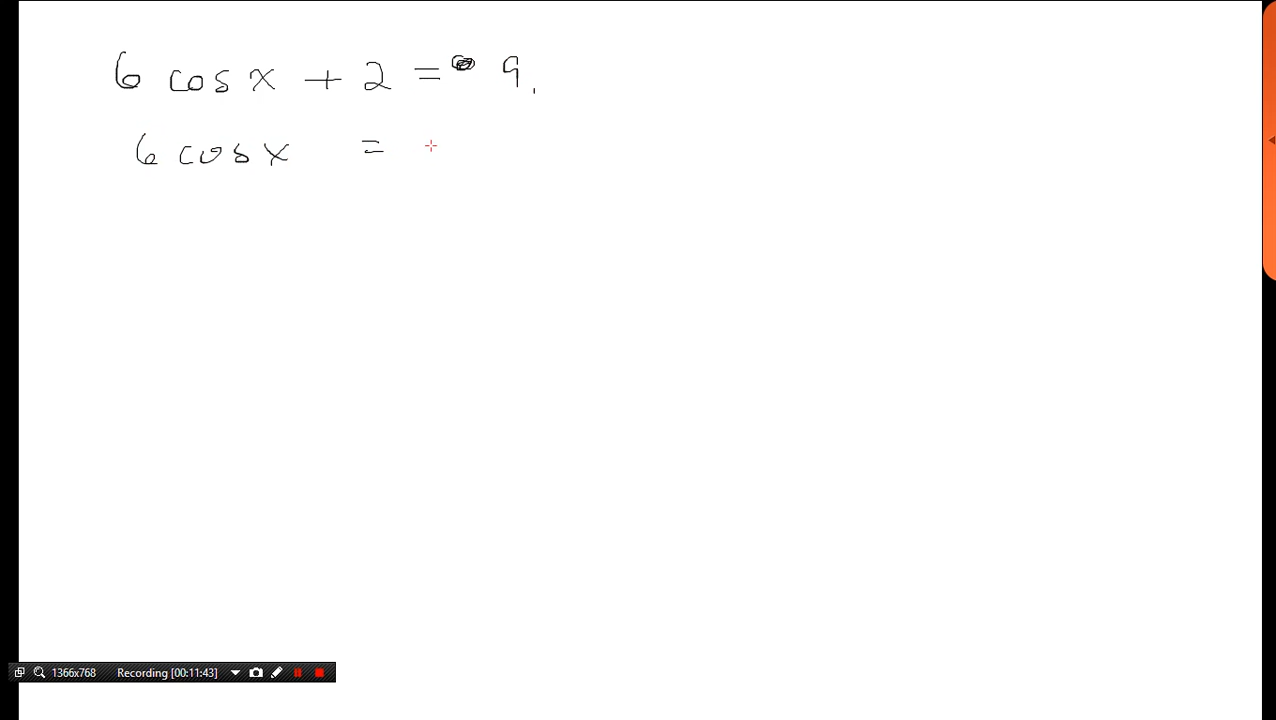 6 cos x + 2 = 9.
6 cos x =
1366x768 Recording [00:11:43]